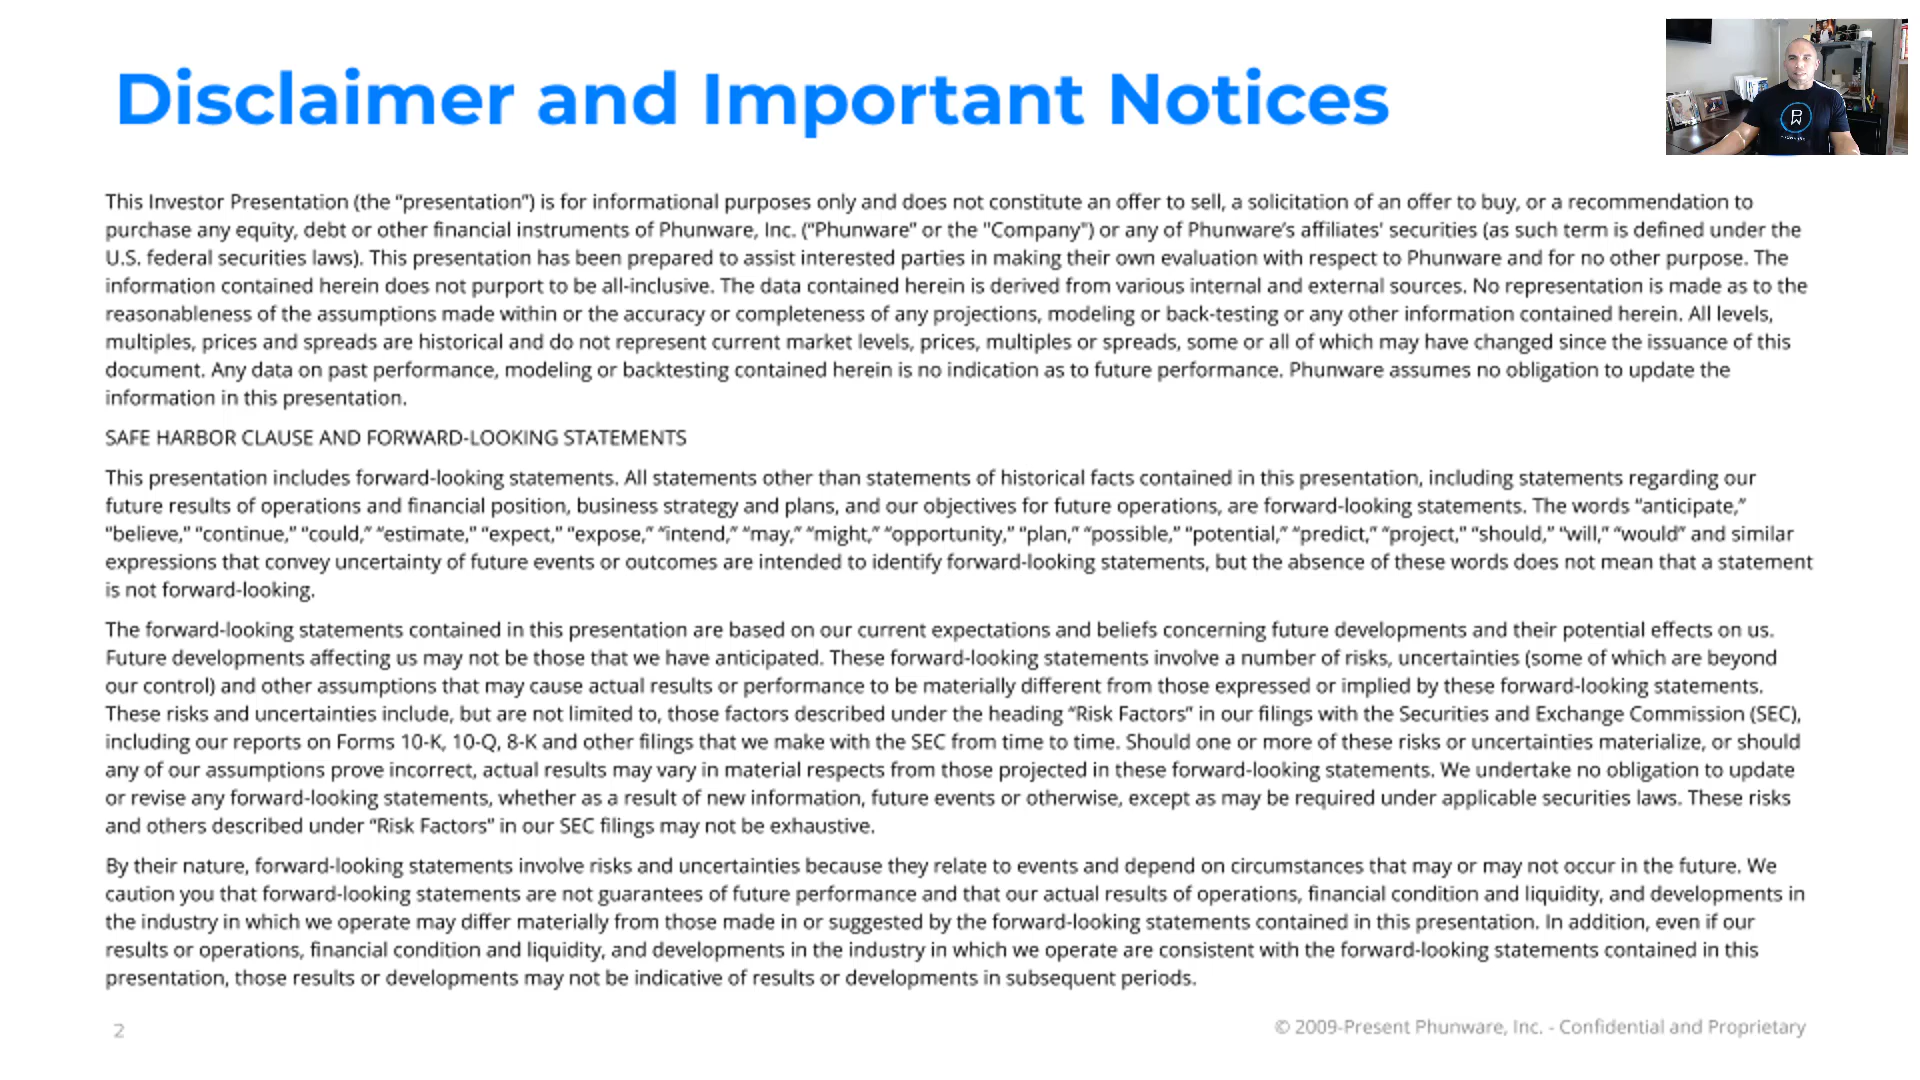 Disclaimer and Important Notices
This Investor Presentation (the "presentation") is for informational purposes only and does not constitute an offer to sell, a solicitation of an offer to buy, or a recommendation to
purchase any equity, debt or other financial instruments of Phunware, Inc. ("Phunware" or the "Company") or any of Phunware's affiliates' securities (as such term is defined under the
U.S. federal securities laws). This presentation has been prepared to assist interested parties in making their own evaluation with respect to Phunware and for no other purpose. The
information contained herein does not purport to be all-inclusive. The data contained herein is derived from various internal and external sources. No representation is made as to the
reasonableness of the assumptions made within or the accuracy or completeness of any projections, modeling or back-testing or any other information contained herein. All levels,
multiples, prices and spreads are historical and do not represent current market levels, prices, multiples or spreads, some or all of which may have changed since the issuance of this
document. Any data on past performance, modeling or backtesting contained herein is no indication as to future performance. Phunware assumes no obligation to update the
information in this presentation.
SAFE HARBOR CLAUSE AND FORWARD-LOOKING STATEMENTS
This presentation includes forward-looking statements. All statements other than statements of historical facts contained in this presentation, including statements regarding our
future results of operations and financial position, business strategy and plans, and our objectives for future operations, are forward-looking statements. The words “anticipate,”
“believe,” “continue,” “could,” “estimate,” “expect,” “expose,” “intend,” “may,” “might,” “opportunity,” “plan,” “possible,” “potential,” “predict,” “project,” “should,” “will,” “would” and similar
expressions that convey uncertainty of future events or outcomes are intended to identify forward-looking statements, but the absence of these words does not mean that a statement
is not forward-looking.
The forward-looking statements contained in this presentation are based on our current expectations and beliefs concerning future developments and their potential effects on us.
Future developments affecting us may not be those that we have anticipated. These forward-looking statements involve a number of risks, uncertainties (some of which are beyond
our control) and other assumptions that may cause actual results or performance to be materially different from those expressed or implied by these forward-looking statements.
These risks and uncertainties include, but are not limited to, those factors described under the heading “Risk Factors” in our filings with the Securities and Exchange Commission (SEC),
including our reports on Forms 10-K, 10-Q, 8-K and other filings that we make with the SEC from time to time. Should one or more of these risks or uncertainties materialize, or should
any of our assumptions prove incorrect, actual results may vary in material respects from those projected in these forward-looking statements. We undertake no obligation to update
or revise any forward-looking statements, whether as a result of new information, future events or otherwise, except as may be required under applicable securities laws. These risks
and others described under “Risk Factors” in our SEC filings may not be exhaustive.
By their nature, forward-looking statements involve risks and uncertainties because they relate to events and depend on circumstances that may or may not occur in the future. We
caution you that forward-looking statements are not guarantees of future performance and that our actual results of operations, financial condition and liquidity, and developments in
the industry in which we operate may differ materially from those made in or suggested by the forward-looking statements contained in this presentation. In addition, even if our
results or operations, financial condition and liquidity, and developments in the industry in which we operate are consistent with the forward-looking statements contained in this
presentation, those results or developments may not be indicative of results or developments in subsequent periods.
2
© 2009-Present Phunware, Inc. - Confidential and Proprietary